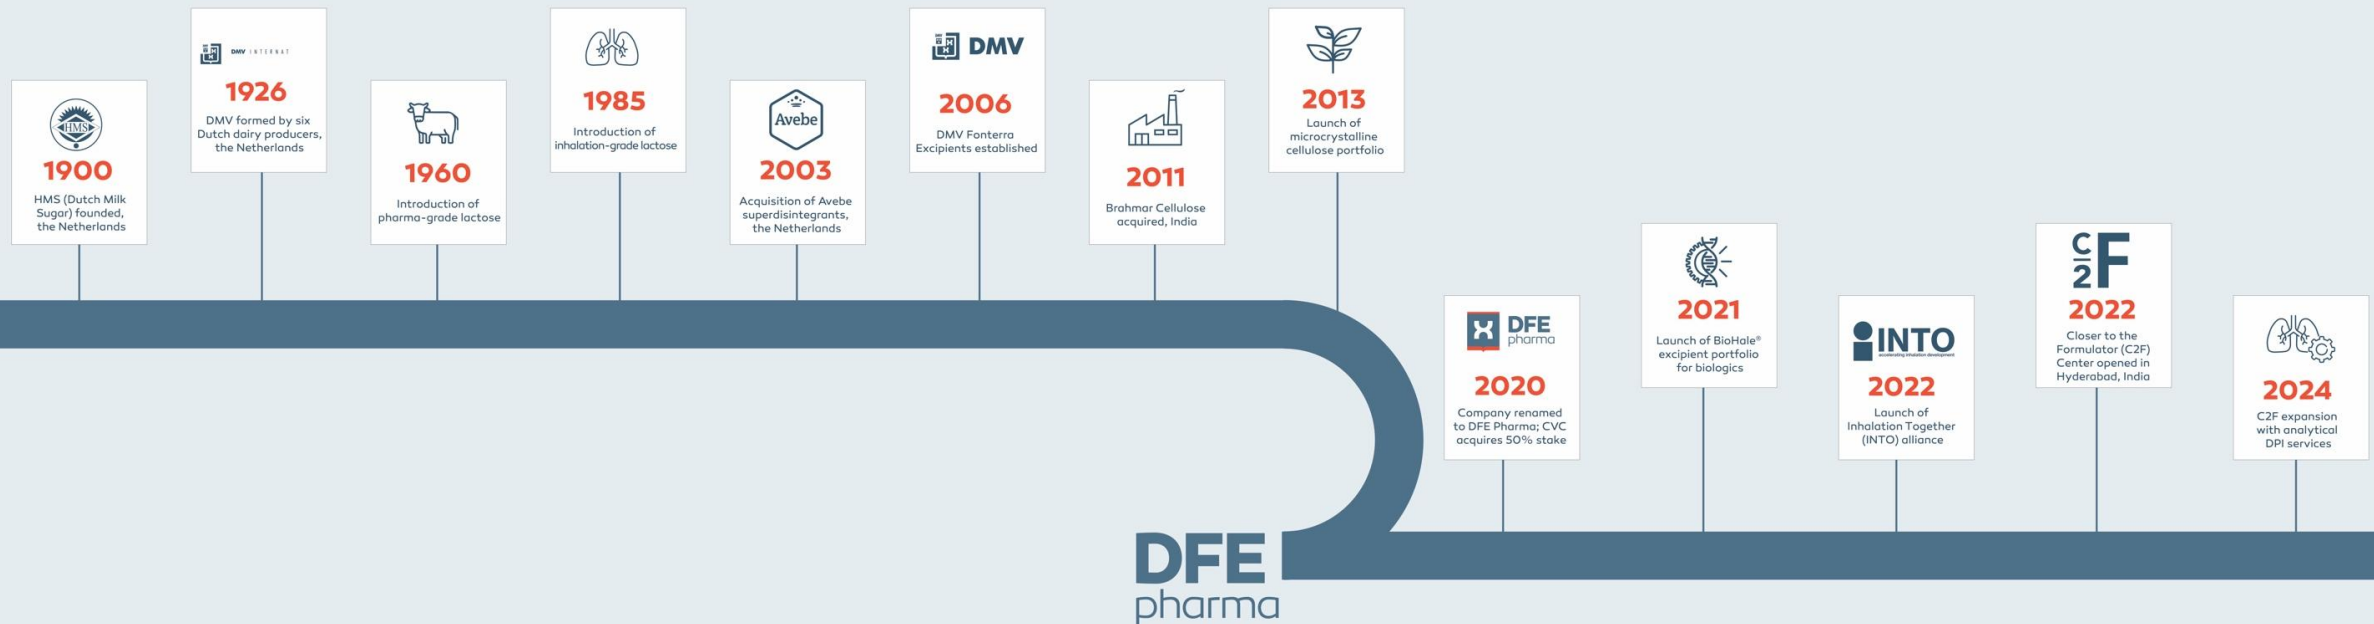 HMS
1900
HMS (Dutch Milk
Sugar) founded,
the Netherlands
DMV INTERNAT
1926
DMV formed by six
Dutch dairy producers,
the Netherlands
1960
Introduction of
pharma-grade lactose
1985
Introduction of
inhalation-grade lactose
Avebe
2003
Acquisition of Avebe
superdisintegrants,
the Netherlands
DMV
2006
DMV Fonterra
Excipients established
2011
Brahmar Cellulose
acquired, India
2013
Launch of
microcrystalline
cellulose portfolio
DFE
pharma
2020
Company renamed
to DFE Pharma; CVC
acquires 50% stake
2021
Launch of BioHale®
excipient portfolio
for biologics
INTO
accelerating inhalation development
2022
Launch of
Inhalation Together
(INTO) alliance
C2F
2022
Closer to the
Formulator (C2F)
Center opened in
Hyderabad, India
2024
C2F expansion
with analytical
DPI services
DFE
pharma